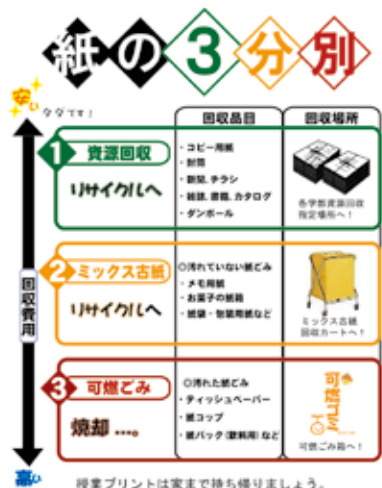 紙の3分別
安い
タダです！
回収品目
回収場所
1 資源回収
リサイクルへ
・コピー用紙
・封筒
・新聞、チラシ
・雑誌、書籍、カタログ
・ダンボール
各学部資源回収
指定場所へ！
2 ミックス古紙
リサイクルへ
○汚れていない紙ごみ
・メモ用紙
・お菓子の紙箱
・紙袋・包装用紙など
ミックス古紙
回収カートへ！
回収費用
3 可燃ごみ
焼却…。
○汚れた紙ごみ
・ティッシュペーパー
・紙コップ
・紙パック(飲料用)など
可燃ごみ
可燃ごみ箱へ！
高い
授業プリントは家まで持ち帰りましょう。